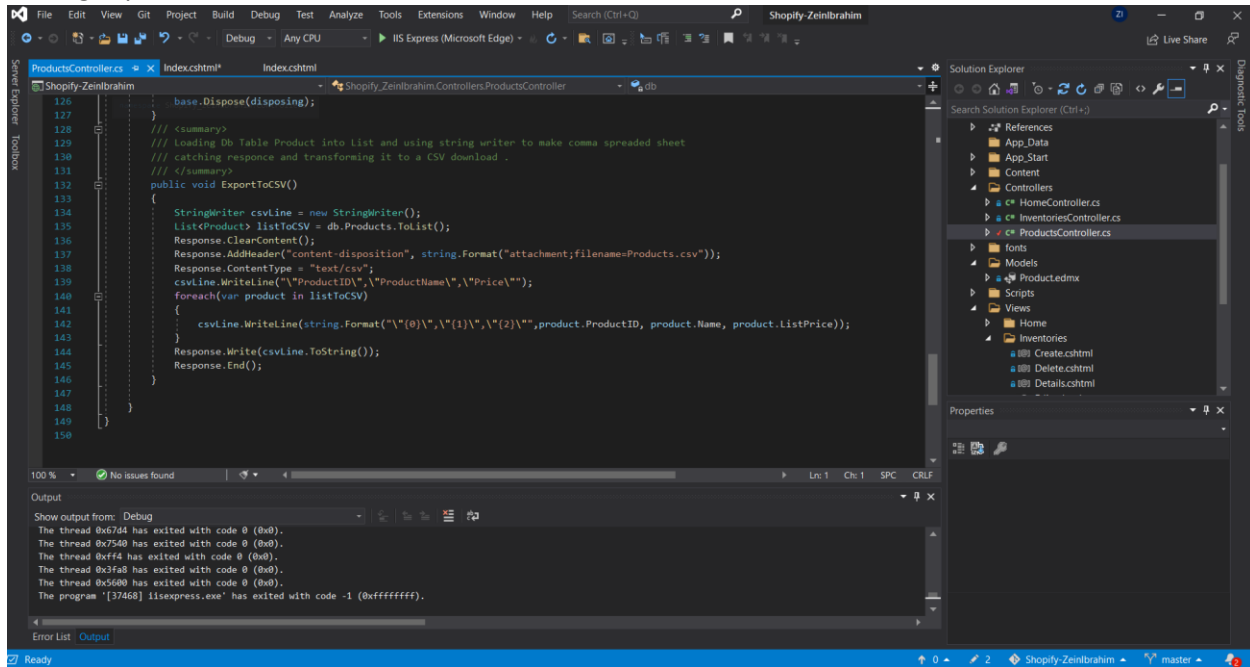 File Edit View Git Project Build Debug Test Analyze Tools Extensions Window Help Search (Ctrl+Q) Shopify-ZeinIbrahim ZI
Debug Any CPU IIS Express (Microsoft Edge) Live Share
Server Explorer
Toolbox
ProductsController.cs Index.cshtml* Index.cshtml
Shopify-ZeinIbrahim Shopify_ZeinIbrahim.Controllers.ProductsController db
126 base.Dispose(disposing);
127 }
128 /// <summary>
129 /// Loading Db Table Product into List and using string writer to make comma spreaded sheet
130 /// catching responce and transforming it to a CSV download .
131 /// </summary>
132 public void ExportToCSV()
133 {
134 StringWriter csvLine = new StringWriter();
135 List<Product> listToCSV = db.Products.ToList();
136 Response.ClearContent();
137 Response.AddHeader("content-disposition", string.Format("attachment;filename=Products.csv"));
138 Response.ContentType = "text/csv";
139 csvLine.WriteLine("\"ProductID\",\"ProductName\",\"Price\"");
140 foreach(var product in listToCSV)
141 {
142 csvLine.WriteLine(string.Format("\"{0}\",\"{1}\",\"{2}\"",product.ProductID, product.Name, product.ListPrice));
143 }
144 Response.Write(csvLine.ToString());
145 Response.End();
146 }
147
148 }
149 }
150
100 % No issues found Ln: 1 Ch: 1 SPC CRLF
Output
Show output from: Debug
The thread 0x67d4 has exited with code 0 (0x0).
The thread 0x7540 has exited with code 0 (0x0).
The thread 0xff4 has exited with code 0 (0x0).
The thread 0x3fa8 has exited with code 0 (0x0).
The thread 0x5600 has exited with code 0 (0x0).
The program '[37468] iisexpress.exe' has exited with code -1 (0xffffffff).
Error List Output
Solution Explorer
Search Solution Explorer (Ctrl+;)
References
App_Data
App_Start
Content
Controllers
C# HomeController.cs
C# InventoriesController.cs
C# ProductsController.cs
fonts
Models
Product.edmx
Scripts
Views
Home
Inventories
Create.cshtml
Delete.cshtml
Details.cshtml
Properties
Diagnostic Tools
Ready 0 2 Shopify-ZeinIbrahim master 2